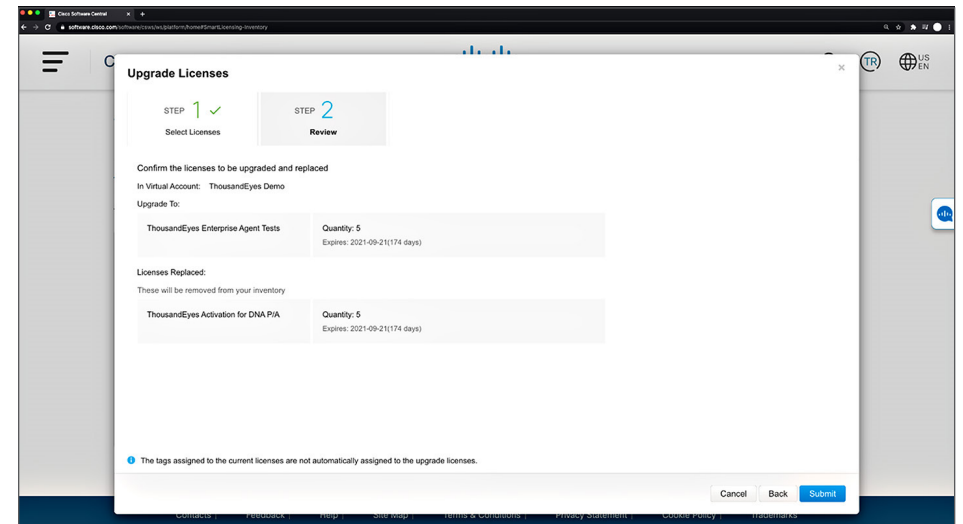 Cisco Software Central
software.cisco.com/software/csws/ws/platform/home#SmartLicensing-Inventory
C
TR
US
EN
Upgrade Licenses
STEP 1
Select Licenses
STEP 2
Review
Confirm the licenses to be upgraded and replaced
In Virtual Account: ThousandEyes Demo
Upgrade To:
ThousandEyes Enterprise Agent Tests
Quantity: 5
Expires: 2021-09-21(174 days)
Licenses Replaced:
These will be removed from your inventory
ThousandEyes Activation for DNA P/A
Quantity: 5
Expires: 2021-09-21(174 days)
The tags assigned to the current licenses are not automatically assigned to the upgrade licenses.
Cancel Back Submit
Contacts | Feedback | Help | Site Map | Terms & Conditions | Privacy Statement | Cookie Policy | Trademarks